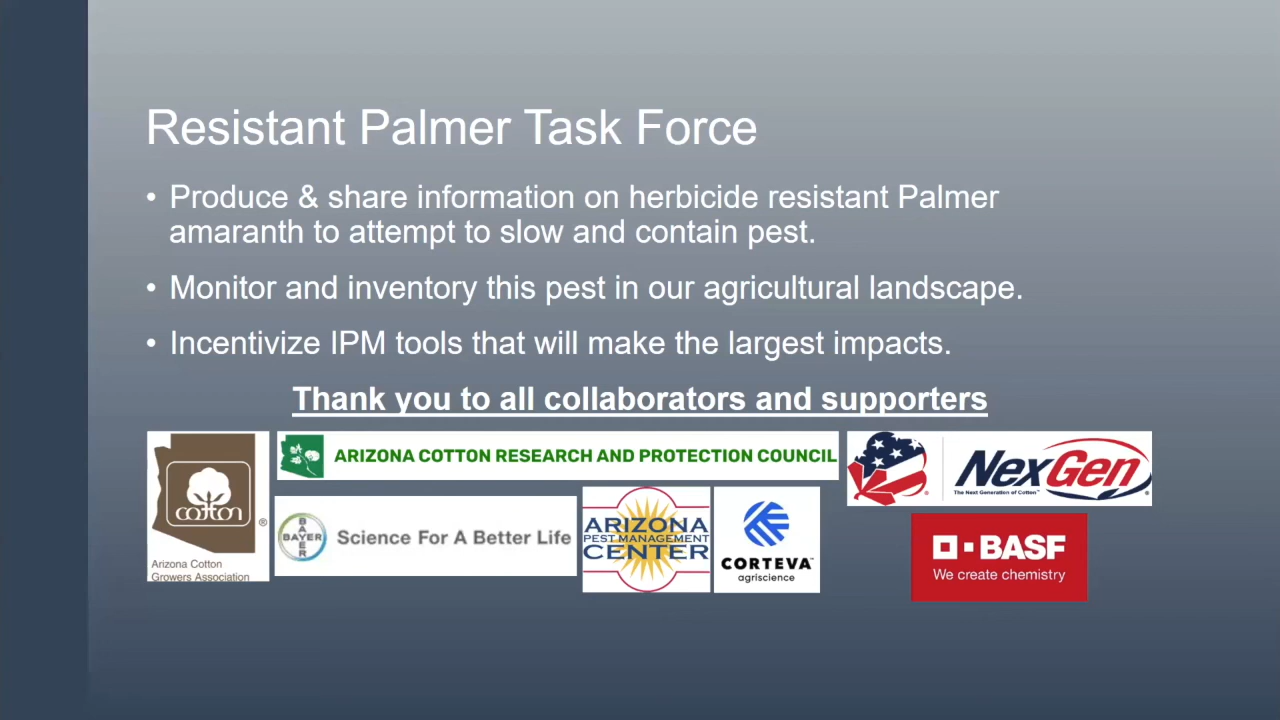 Resistant Palmer Task Force
• Produce & share information on herbicide resistant Palmer
amaranth to attempt to slow and contain pest.
• Monitor and inventory this pest in our agricultural landscape.
• Incentivize IPM tools that will make the largest impacts.
Thank you to all collaborators and supporters
cotton
®
Arizona Cotton
Growers Association
ARIZONA COTTON RESEARCH AND PROTECTION COUNCIL
BAYER
BAYER
Science For A Better Life
ARIZONA
PEST MANAGEMENT
CENTER
CORTEVA™
agriscience
®
NexGen
The Next Generation of Cotton™
®
BASF
We create chemistry